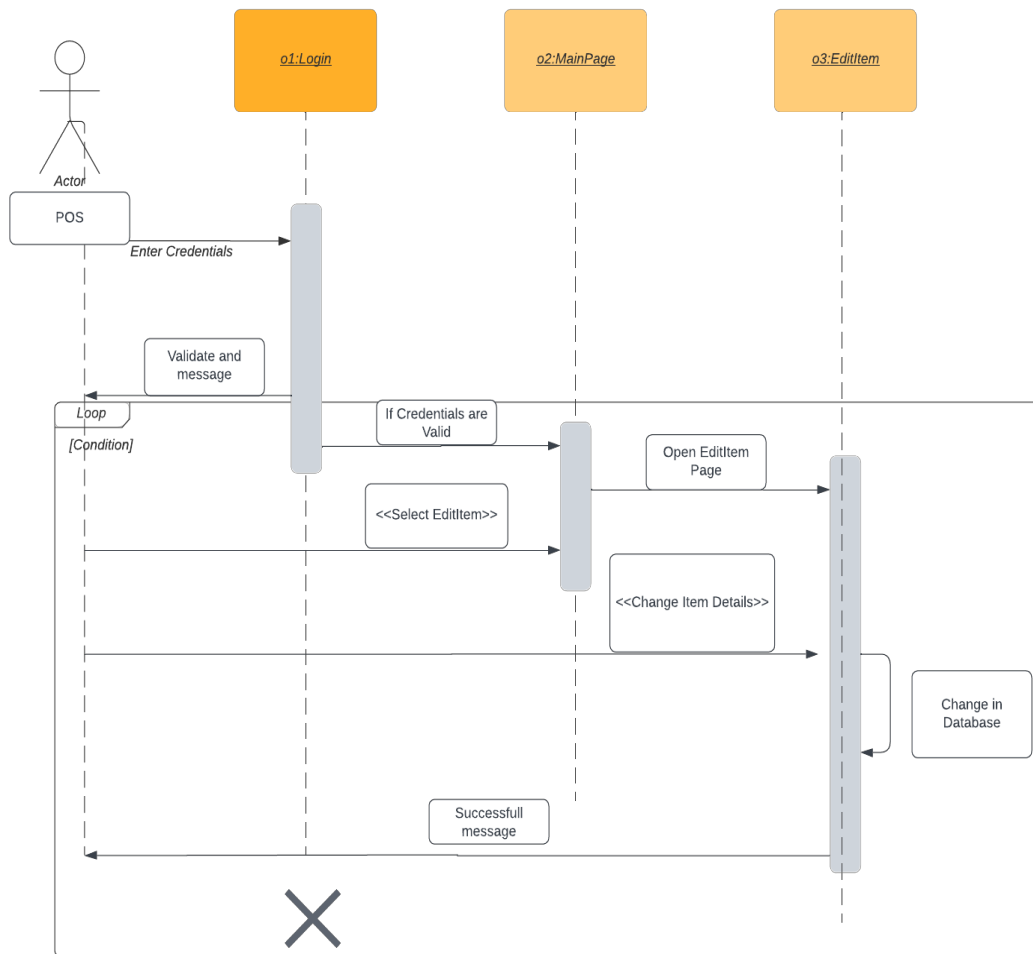 o1:Login
o2:MainPage
o3:EditItem
Actor
POS
Enter Credentials
Validate and
message
Loop
[Condition]
If Credentials are
Valid
Open EditItem
Page
<<Select EditItem>>
<<Change Item Details>>
Change in
Database
Successfull
message